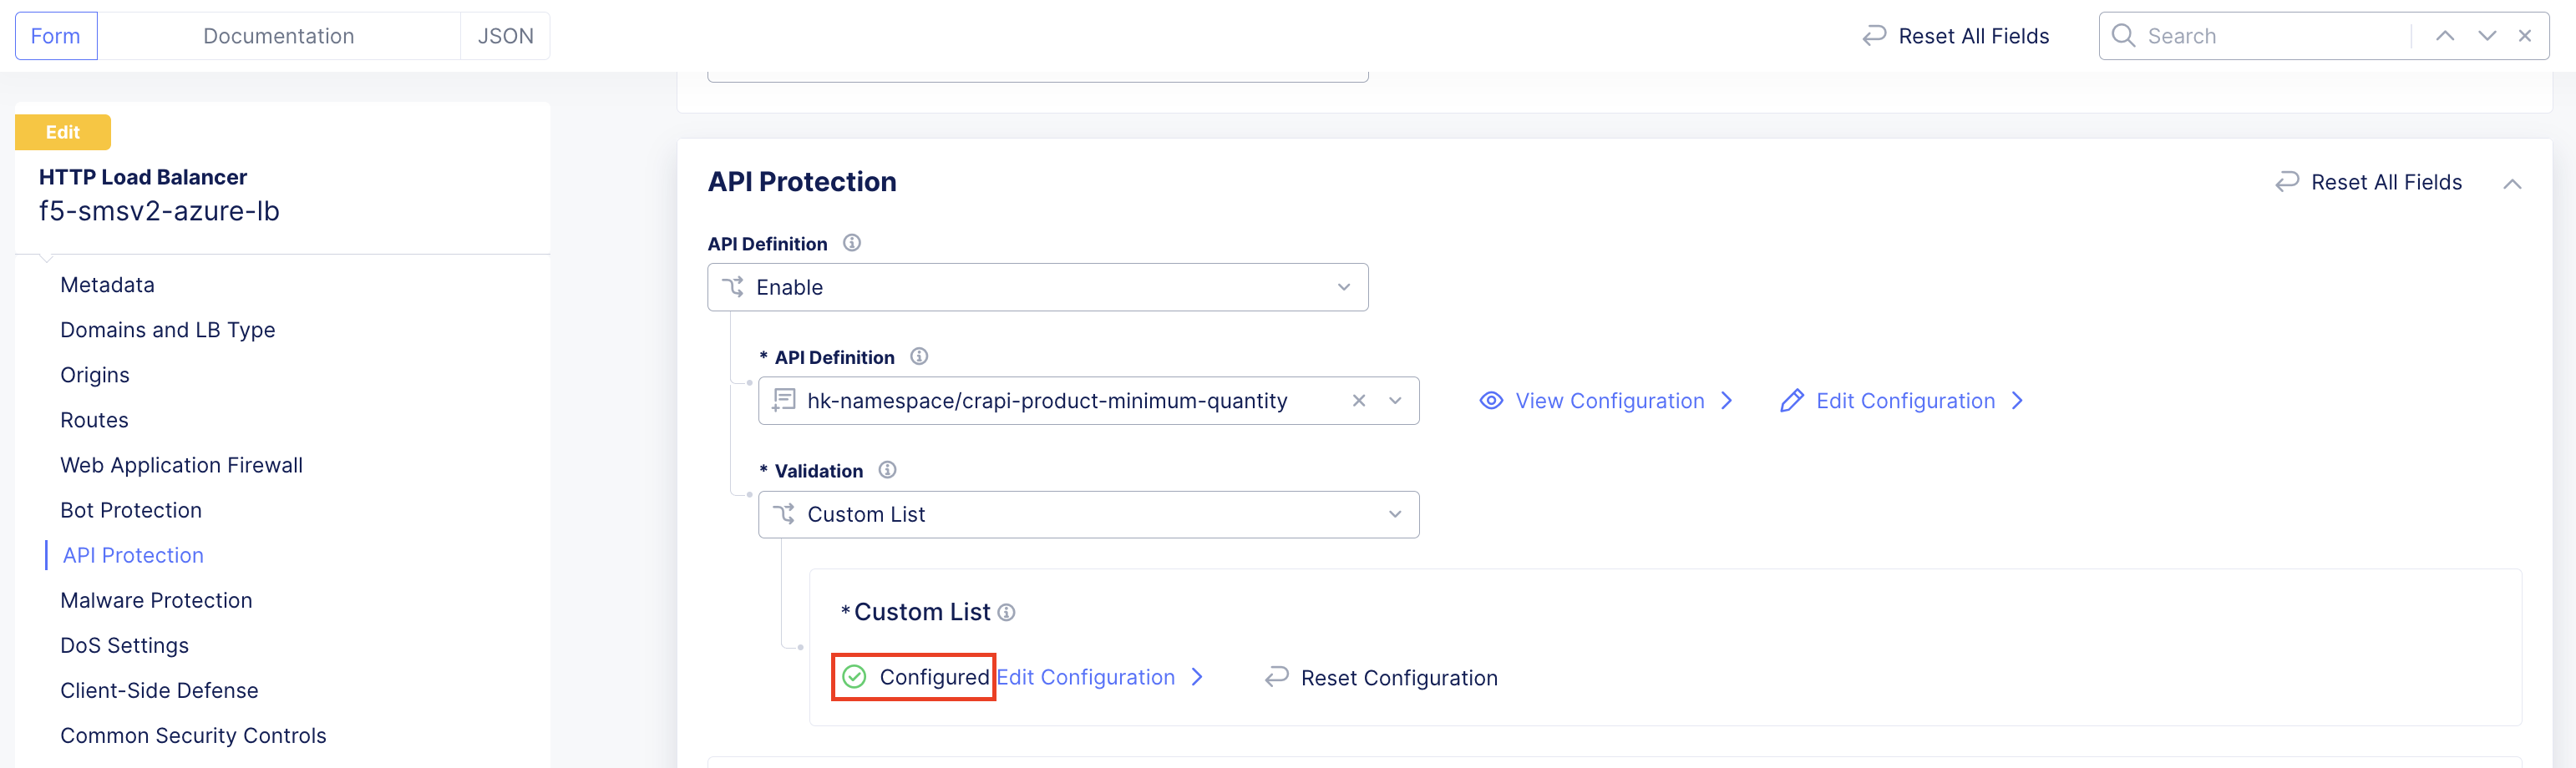 Form
Documentation
JSON
Reset All Fields
Search
Edit
HTTP Load Balancer
f5-smsv2-azure-lb
Metadata
Domains and LB Type
Origins
Routes
Web Application Firewall
Bot Protection
API Protection
Malware Protection
DoS Settings
Client-Side Defense
Common Security Controls
API Protection
Reset All Fields
API Definition
Enable
* API Definition
hk-namespace/crapi-product-minimum-quantity
View Configuration
Edit Configuration
* Validation
Custom List
*Custom List
Configured Edit Configuration
Reset Configuration